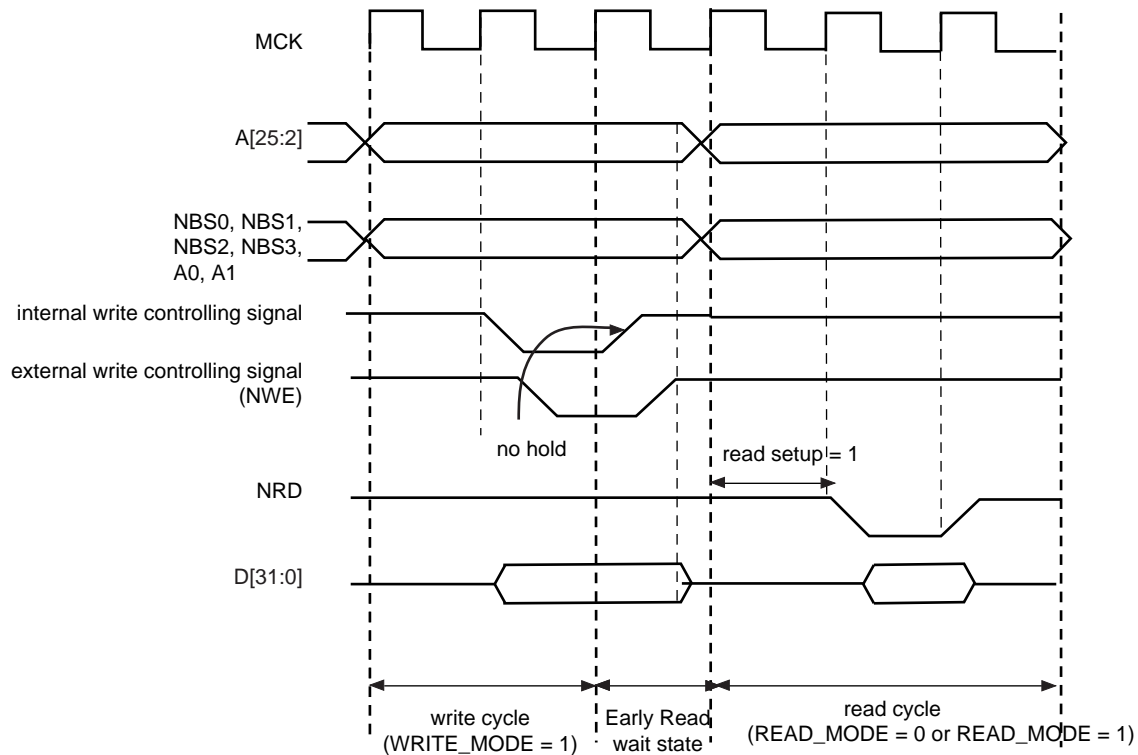 MCK
A[25:2]
NBS0, NBS1,
NBS2, NBS3,
A0, A1
internal write controlling signal
external write controlling signal
(NWE)
no hold
read setup = 1
NRD
D[31:0]
write cycle
(WRITE_MODE = 1)
Early Read
wait state
read cycle
(READ_MODE = 0 or READ_MODE = 1)